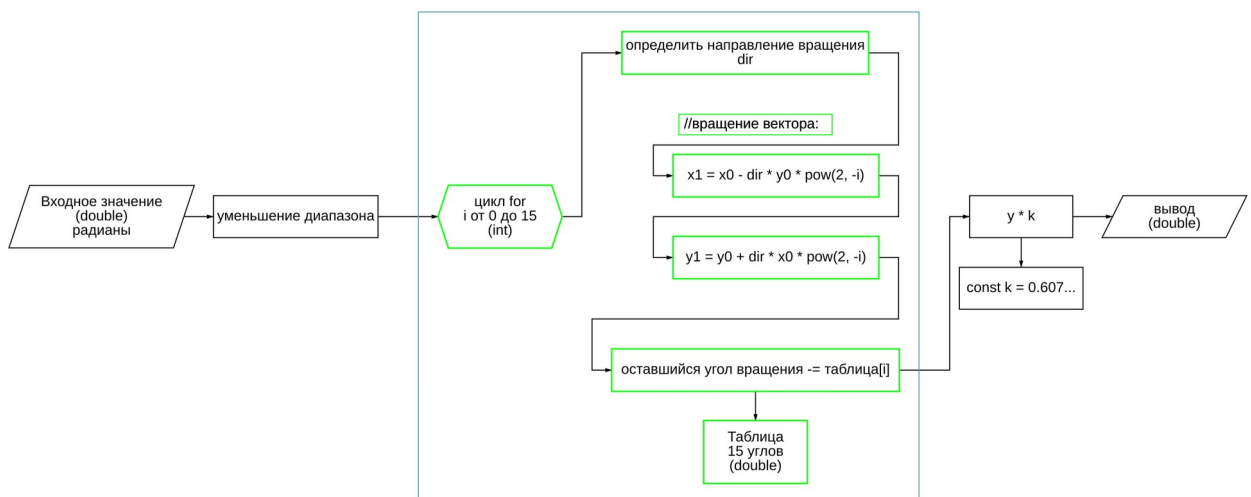 Входное значение
(double)
радианы
уменьшение диапазона
цикл for
i от 0 до 15
(int)
определить направление вращения
dir
//вращение вектора:
x1 = x0 - dir * y0 * pow(2, -i)
y1 = y0 + dir * x0 * pow(2, -i)
оставшийся угол вращения -= таблица[i]
Таблица
15 углов
(double)
y * k
const k = 0.607...
вывод
(double)